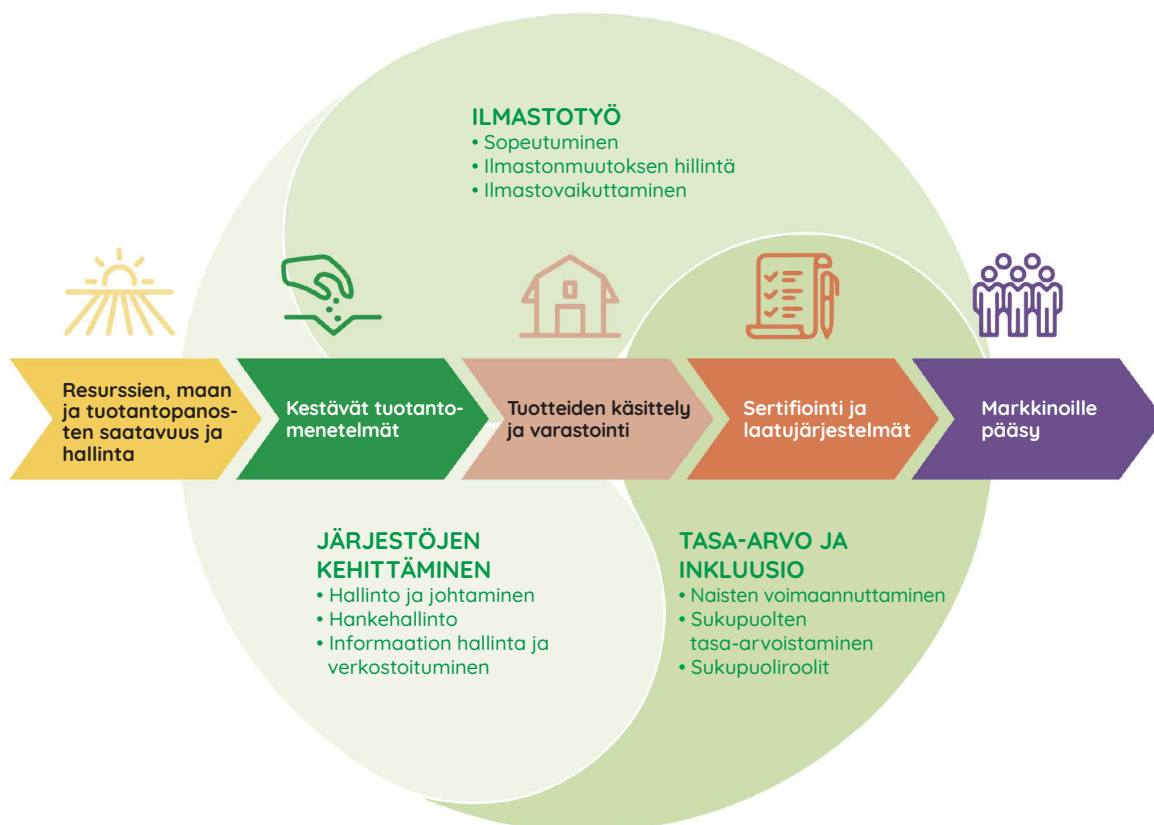 ILMASTOTYÖ
• Sopeutuminen
• Ilmastonmuutoksen hillintä
• Ilmastovaikuttaminen
Resurssien, maan
ja tuotantopanos-
ten saatavuus ja
hallinta
Kestävät tuotanto-
menetelmät
Tuotteiden käsittely
ja varastointi
Sertifiointi ja
laatujärjestelmät
Markkinoille
pääsy
JÄRJESTÖJEN
KEHITTÄMINEN
• Hallinto ja johtaminen
• Hankehallinto
• Informaation hallinta ja
verkostoituminen
TASA-ARVO JA
INKLUUSIO
• Naisten voimaannuttaminen
• Sukupuolten
tasa-arvoistaminen
• Sukupuoliroolit